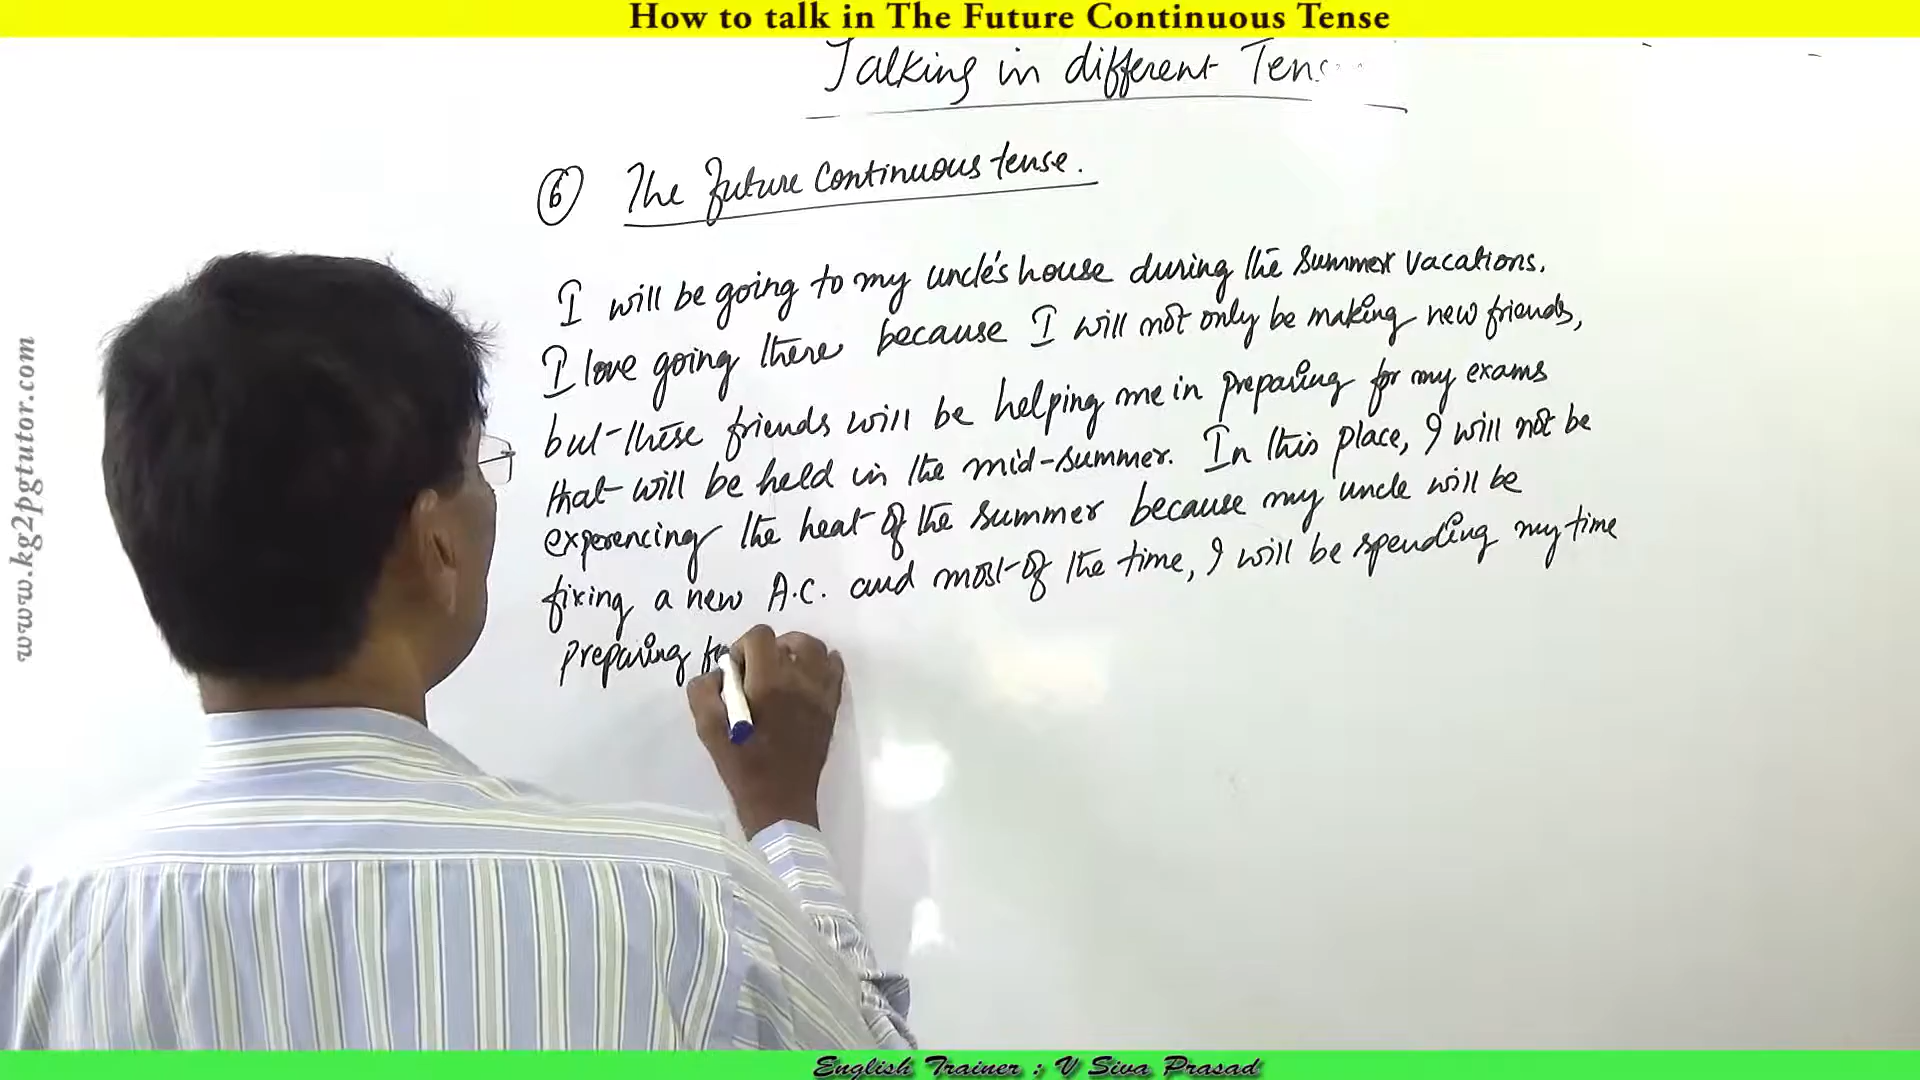 How to talk in The Future Continuous Tense
Talking in different
6 The Future Continuous tense.
I will be going to my uncle's house during the summer vacations.
I love going there because I will not only be making new friends,
but these friends will be helping me in preparing for my exams
that will be held in the mid-summer. In this place, I will not be
experencing the heat of the summer because my uncle will be
fixing a new A.C. and most of the time, I will be spending my time
preparing
www.kg2pgtutor.com
English Trainer : V Siva Prasad